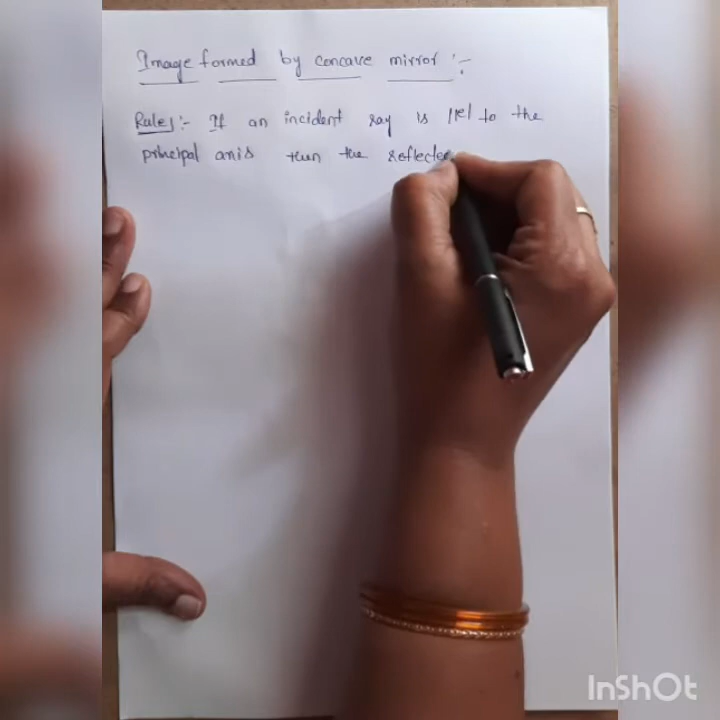 Image formed by concave mirror :-
Rules:- If an incident ray is ||el to the
principal axis then the reflected
InShOt